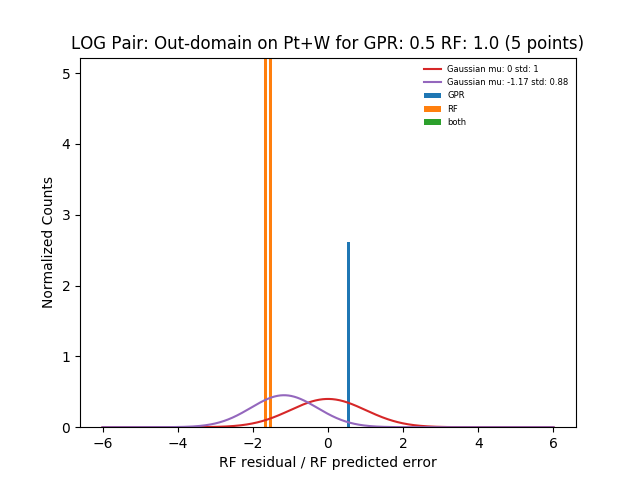 LOG Pair: Out-domain on Pt+W for GPR: 0.5 RF: 1.0 (5 points)
Gaussian mu: 0 std: 1
Gaussian mu: -1.17 std: 0.88
GPR
RF
both
Normalized Counts
5
4
3
2
1
0
−6
−4
−2
0
2
4
6
RF residual / RF predicted error